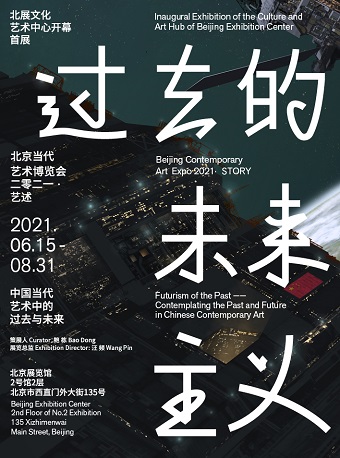 北展文化
艺术中心开幕
首展
Inaugural Exhibition of the Culture and
Art Hub of Beijing Exhibition Center
过去的
北京当代
艺术博览会
二零二一·
艺述
Beijing Contemporary
Art Expo 2021· STORY
2021.
06.15-
08.31
未来
中国当代
艺术中的
过去与未来
Futurism of the Past ——
Contemplating the Past and Future
in Chinese Contemporary Art
策展人 Curator: 鲍 栋 Bao Dong
展览总监 Exhibition Director: 汪 频 Wang Pin
主义
北京展览馆
2号馆2层
北京市西直门外大街135号
Beijing Exhibition Center
2nd Floor of No.2 Exhibition
135 Xizhimenwai
Main Street, Beijing